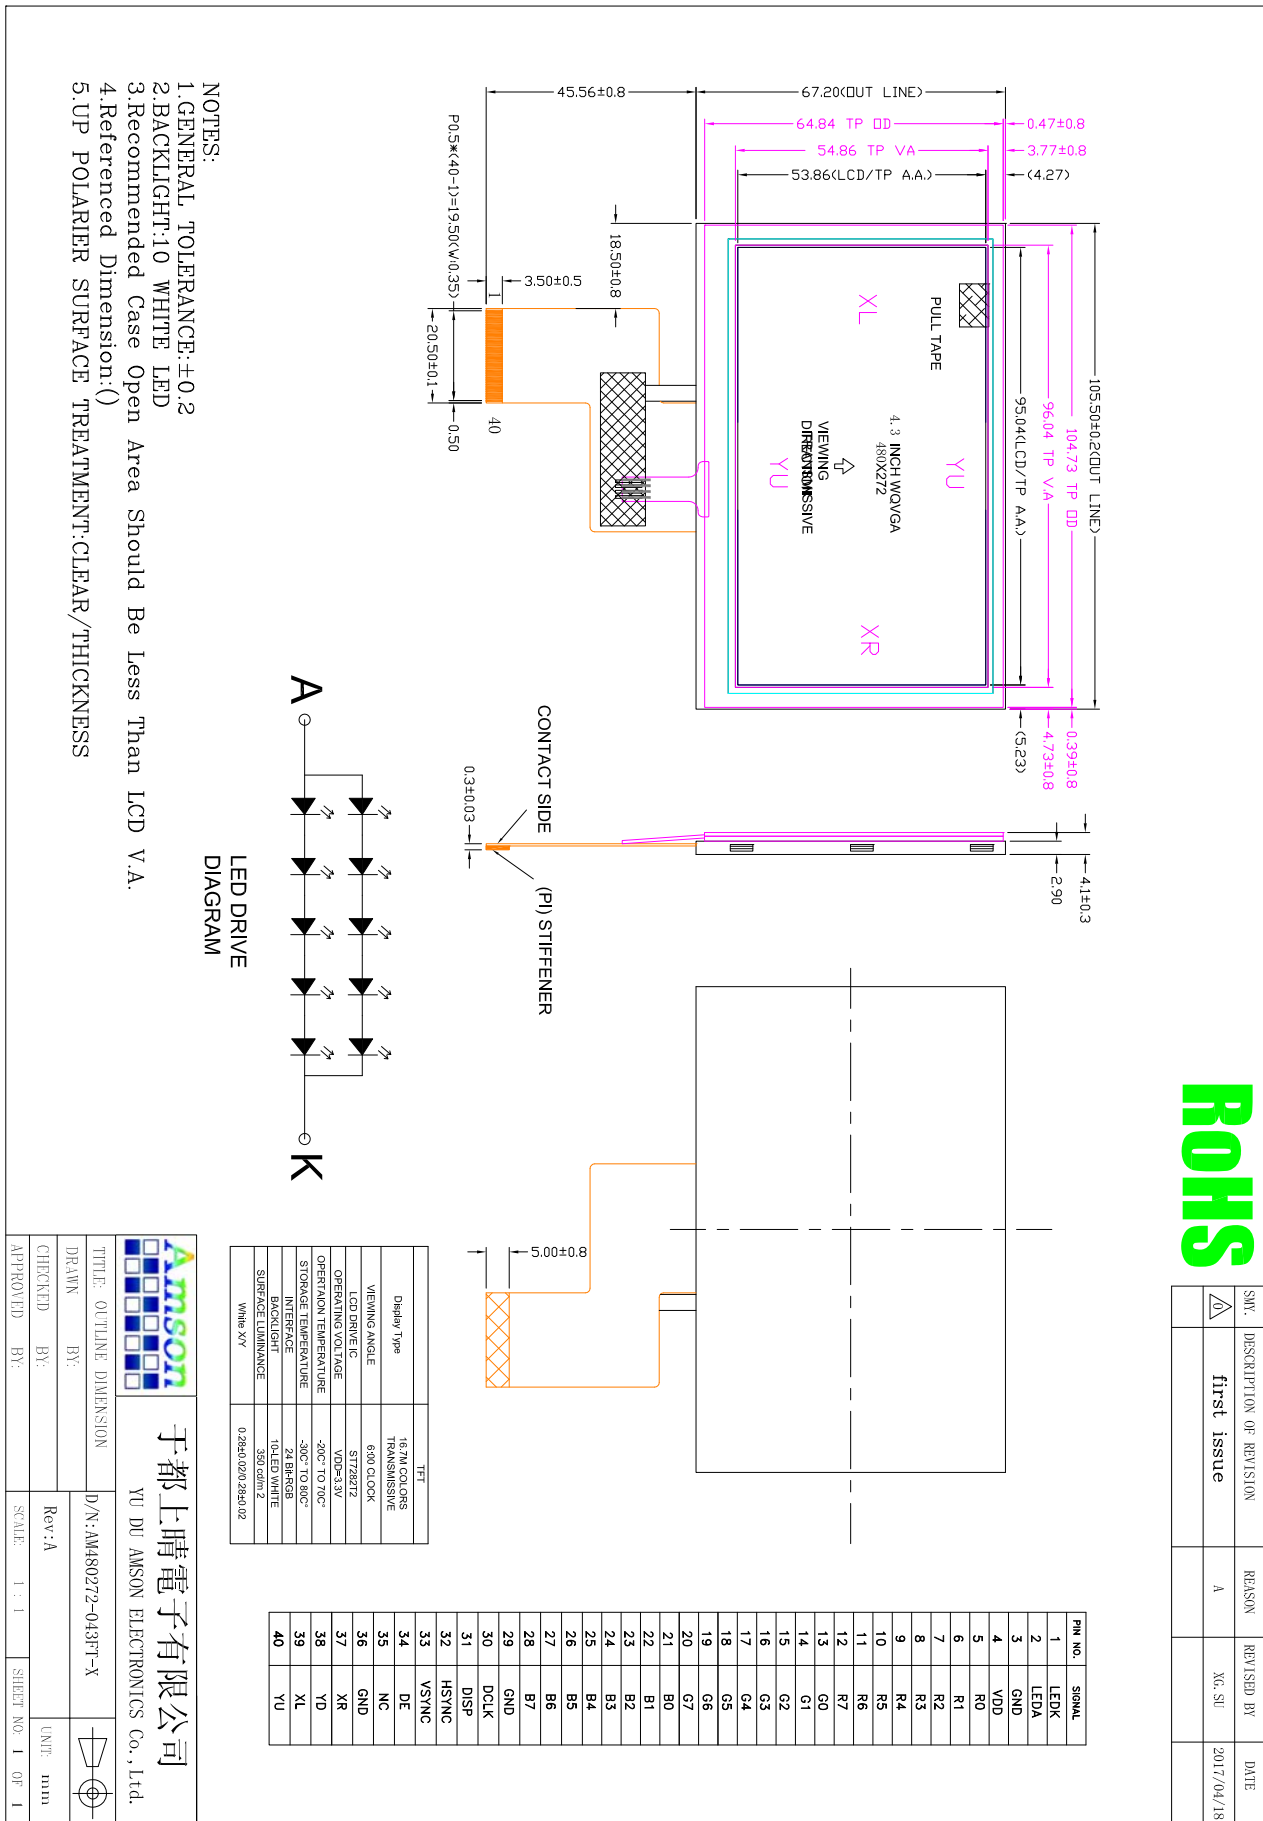 ROHS
SMY. DESCRIPTION OF REVISION REASON REVISED BY DATE
0 first issue A XG.SU 2017/04/18
105.50±0.2(OUT LINE)
104.73 TP OD
0.39±0.8
96.04 TP V.A
4.73±0.8
95.04(LCD/TP A.A.)
(5.23)
67.20(OUT LINE)
45.56±0.8
64.84 TP OD
0.47±0.8
54.86 TP VA
3.77±0.8
53.86(LCD/TP A.A.)
(4.27)
PULL TAPE
XL
YU
YU
XR
4.3 INCH WQVGA
480X272
VIEWING
18.50±0.8
3.50±0.5
1
40
P0.5*(40-1)=19.50(W:0.35)
20.50±0.1
0.50
4.1±0.3
2.90
CONTACT SIDE
(PI) STIFFENER
0.3±0.03
5.00±0.8
A
K
LED DRIVE
DIAGRAM
NOTES:
1.GENERAL TOLERANCE:±0.2
2.BACKLIGHT:10 WHITE LED
3.Recommended Case Open Area Should Be Less Than LCD V.A.
4.Referenced Dimension:()
5.UP POLARIER SURFACE TREATMENT:CLEAR/THICKNESS
TFT
Display Type 16.7M COLORS
TRANSMISSIVE
VIEWING ANGLE 6:00 CLOCK
LCD DRIVE IC ST7282T2
OPERATING VOLTAGE VDD=3.3V
OPERTAION TEMPERATURE -20C° TO 70C°
STORAGE TEMPERATURE -30C° TO 80C°
INTERFACE 24 Bit-RGB
BACKLIGHT 10-LED WHITE
SURFACE LUMINANCE 350 cd/m 2
White X/Y 0.28±0.02/0.28±0.02
PIN NO. SIGNAL
1 LEDK
2 LEDA
3 GND
4 VDD
5 R0
6 R1
7 R2
8 R3
9 R4
10 R5
11 R6
12 R7
13 G0
14 G1
15 G2
16 G3
17 G4
18 G5
19 G6
20 G7
21 B0
22 B1
23 B2
24 B3
25 B4
26 B5
27 B6
28 B7
29 GND
30 DCLK
31 DISP
32 HSYNC
33 VSYNC
34 DE
35 NC
36 GND
37 XR
38 YD
39 XL
40 YU
Amson
于都上晴電子有限公司
YU DU AMSON ELECTRONICS Co.,Ltd.
TITLE: OUTLINE DIMENSION
D/N:AM480272-043FT-X
DRAWN BY:
CHECKED BY:
Rev:A
UNIT: mm
APPROVED BY:
SCALE: 1 : 1
SHEET NO: 1 OF 1